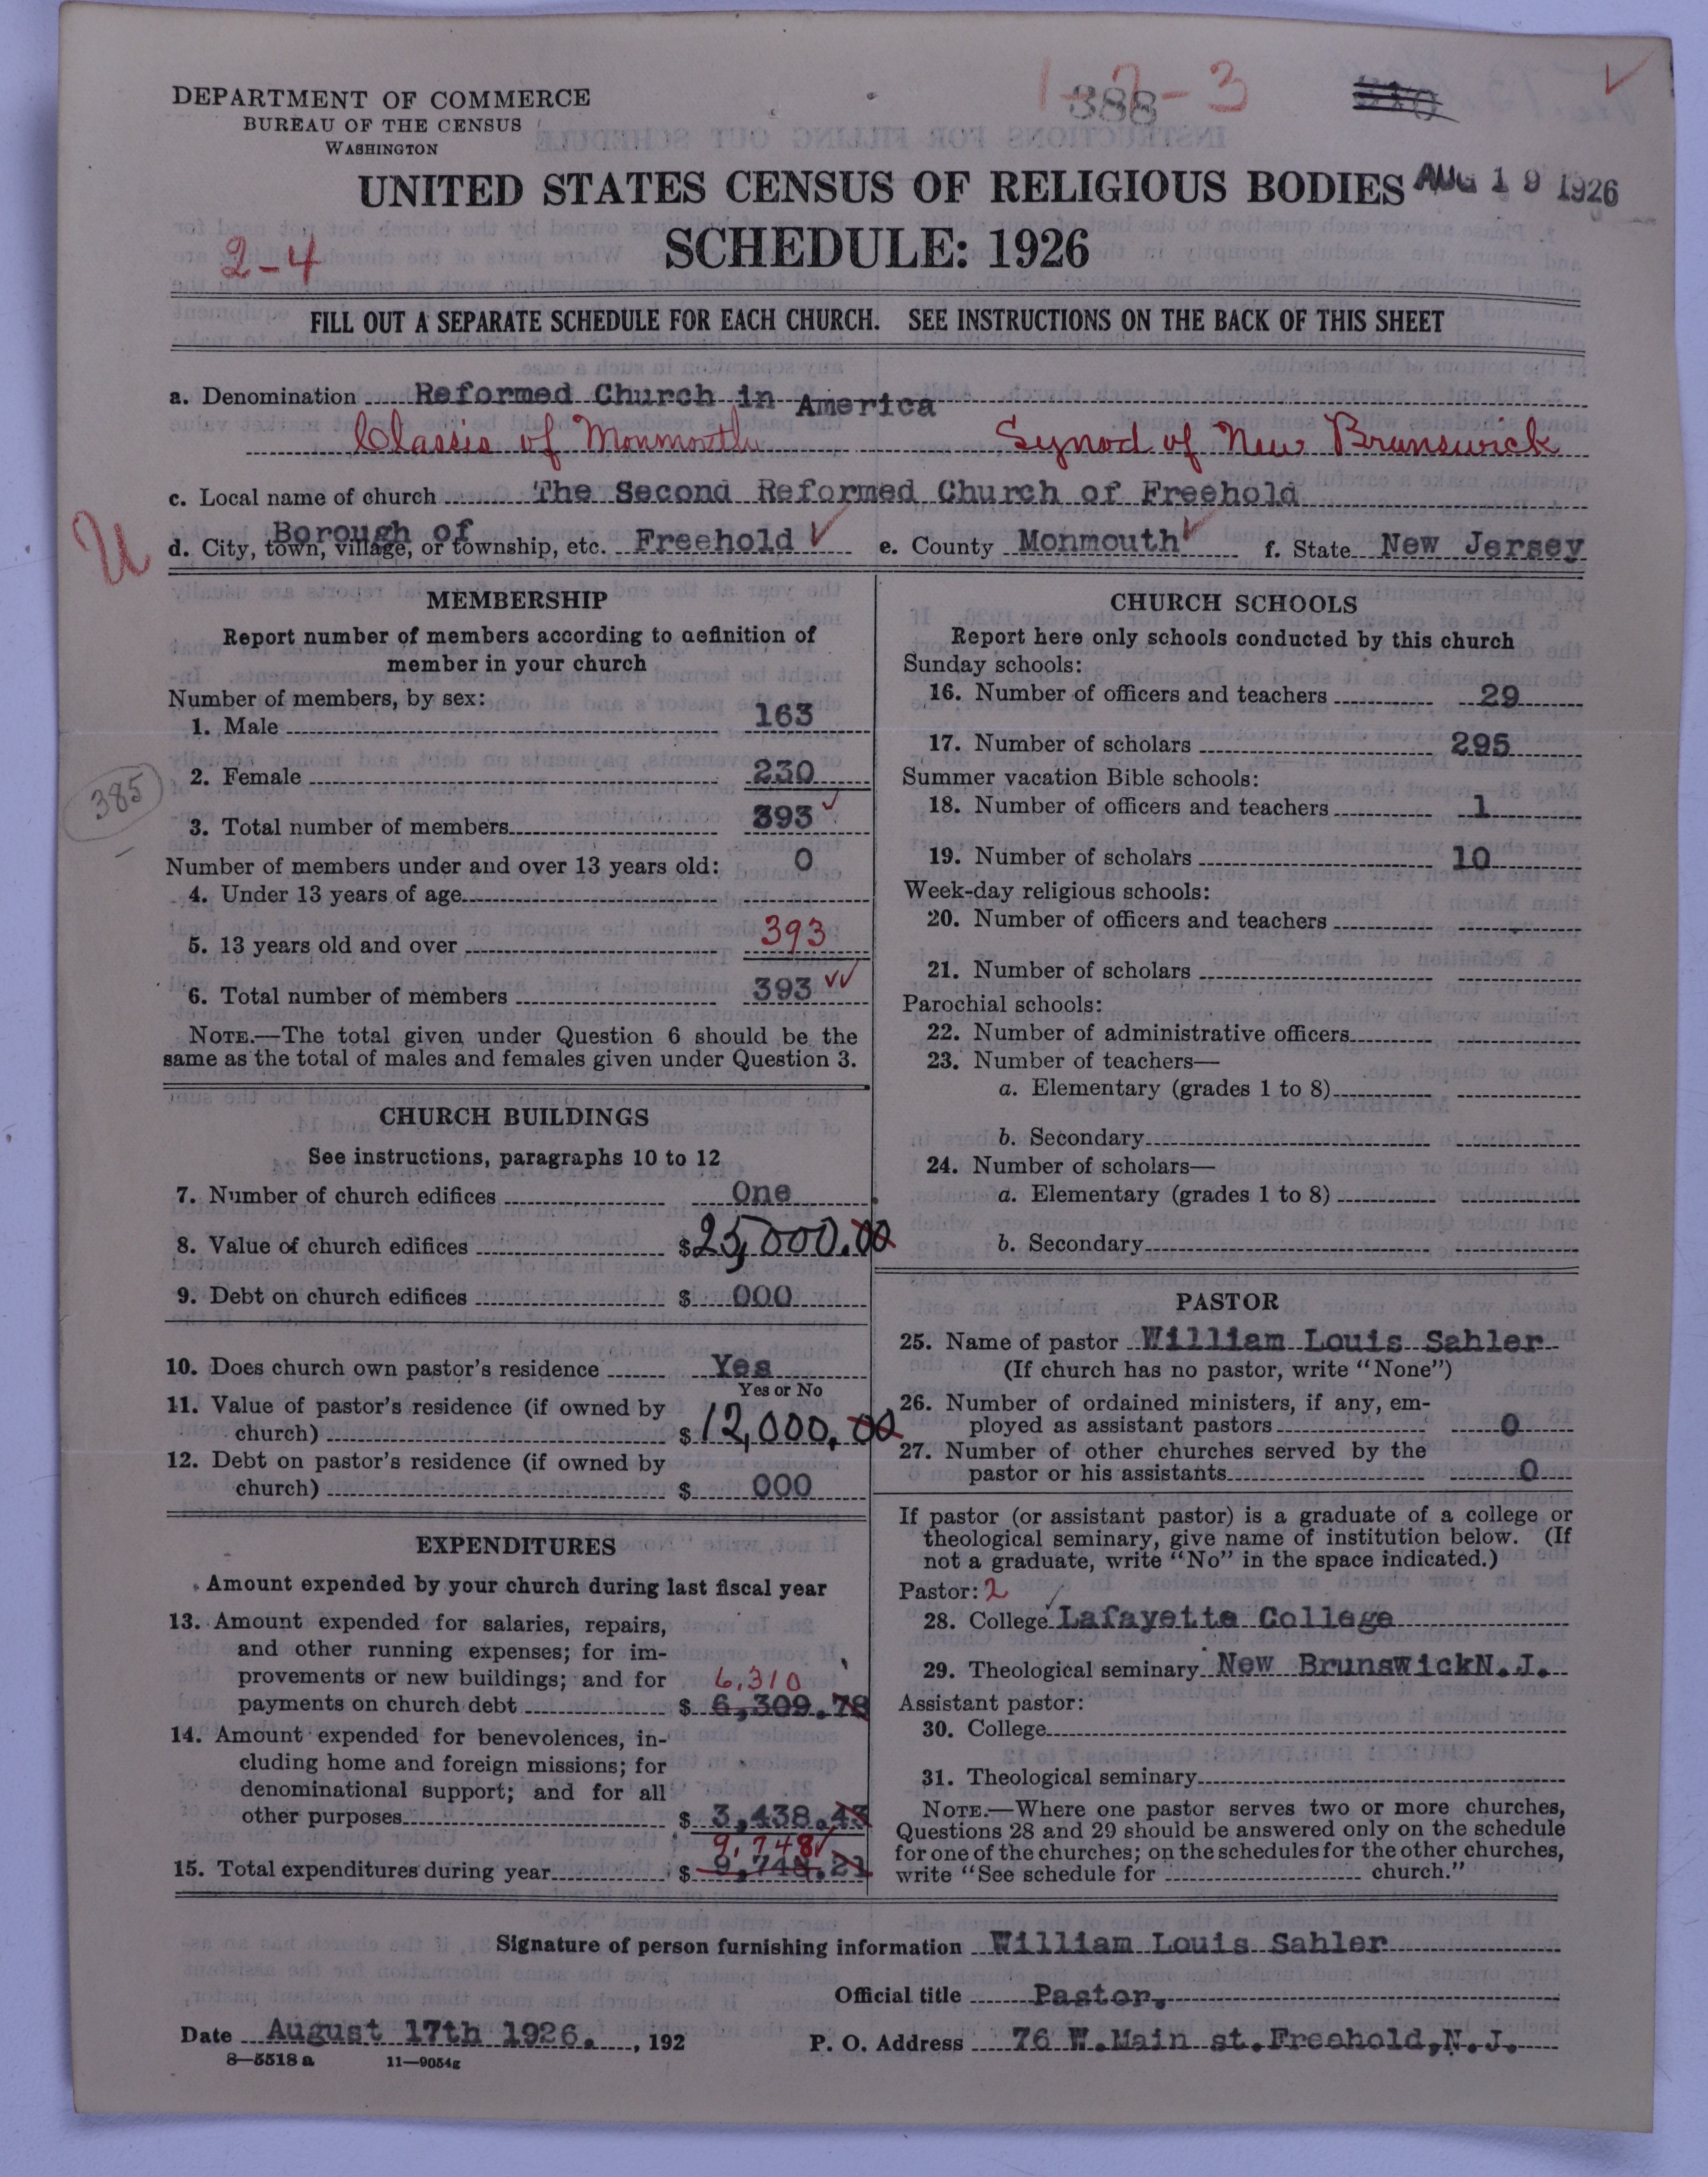 1-2-3
388
DEPARTMENT OF COMMERCE
BUREAU OF THE CENSUS
WASHINGTON
UNITED STATES CENSUS OF RELIGIOUS BODIES AUG 19 1926
SCHEDULE: 1926
2-4
FILL OUT A SEPARATE SCHEDULE FOR EACH CHURCH. SEE INSTRUCTIONS ON THE BACK OF THIS SHEET
a. Denomination Reformed Church in America
Classis of Monmouth Synod of New Brunswick
c. Local name of church The Second Reformed Church of Freehold
U
Borough of
d. City, town, village, or township, etc. Freehold ✓ e. County Monmouth ✓ f. State New Jersey
MEMBERSHIP
Report number of members according to definition of
member in your church
Number of members, by sex:
1. Male 163
2. Female 230
385
3. Total number of members 393 ✓
Number of members under and over 13 years old:
4. Under 13 years of age 0
5. 13 years old and over 393
6. Total number of members 393 ✓✓
NOTE.—The total given under Question 6 should be the
same as the total of males and females given under Question 3.
CHURCH BUILDINGS
See instructions, paragraphs 10 to 12
7. Number of church edifices One
8. Value of church edifices $25,000.00
9. Debt on church edifices $ 000
10. Does church own pastor's residence Yes
Yes or No
11. Value of pastor's residence (if owned by
church) $12,000.00
12. Debt on pastor's residence (if owned by
church) $ 000
EXPENDITURES
Amount expended by your church during last fiscal year
13. Amount expended for salaries, repairs,
and other running expenses; for im-
provements or new buildings; and for 6,310
payments on church debt $ 6,309.78
14. Amount expended for benevolences, in-
cluding home and foreign missions; for
denominational support; and for all
other purposes $ 3,438.43
9,748 ✓
15. Total expenditures during year $ 9,748.21
CHURCH SCHOOLS
Report here only schools conducted by this church
Sunday schools:
16. Number of officers and teachers 29
17. Number of scholars 295
Summer vacation Bible schools:
18. Number of officers and teachers 1
19. Number of scholars 10
Week-day religious schools:
20. Number of officers and teachers
21. Number of scholars
Parochial schools:
22. Number of administrative officers
23. Number of teachers—
a. Elementary (grades 1 to 8)
b. Secondary
24. Number of scholars—
a. Elementary (grades 1 to 8)
b. Secondary
PASTOR
25. Name of pastor William Louis Sahler
(If church has no pastor, write "None")
26. Number of ordained ministers, if any, em-
ployed as assistant pastors 0
27. Number of other churches served by the
pastor or his assistants 0
If pastor (or assistant pastor) is a graduate of a college or
theological seminary, give name of institution below. (If
not a graduate, write "No" in the space indicated.)
Pastor: 2
28. College Lafayette College
29. Theological seminary New BrunswickN.J.
Assistant pastor:
30. College
31. Theological seminary
NOTE.—Where one pastor serves two or more churches,
Questions 28 and 29 should be answered only on the schedule
for one of the churches; on the schedules for the other churches,
write "See schedule for church."
Signature of person furnishing information William Louis Sahler
Official title Pastor,
Date August 17th 1926. , 192 P. O. Address 76 W.Main st.Freehold,N.J.
8—5518 a 11—9054g